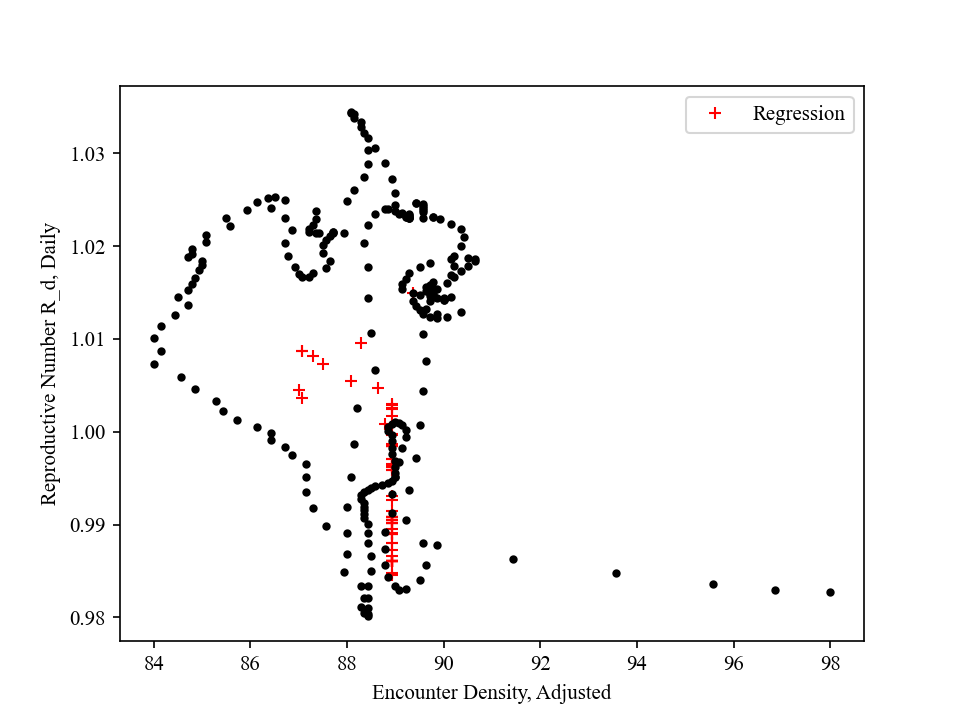 Regression
1.03
1.02
1.01
1.00
0.99
0.98
Reproductive Number R_d, Daily
84 86 88 90 92 94 96 98
Encounter Density, Adjusted